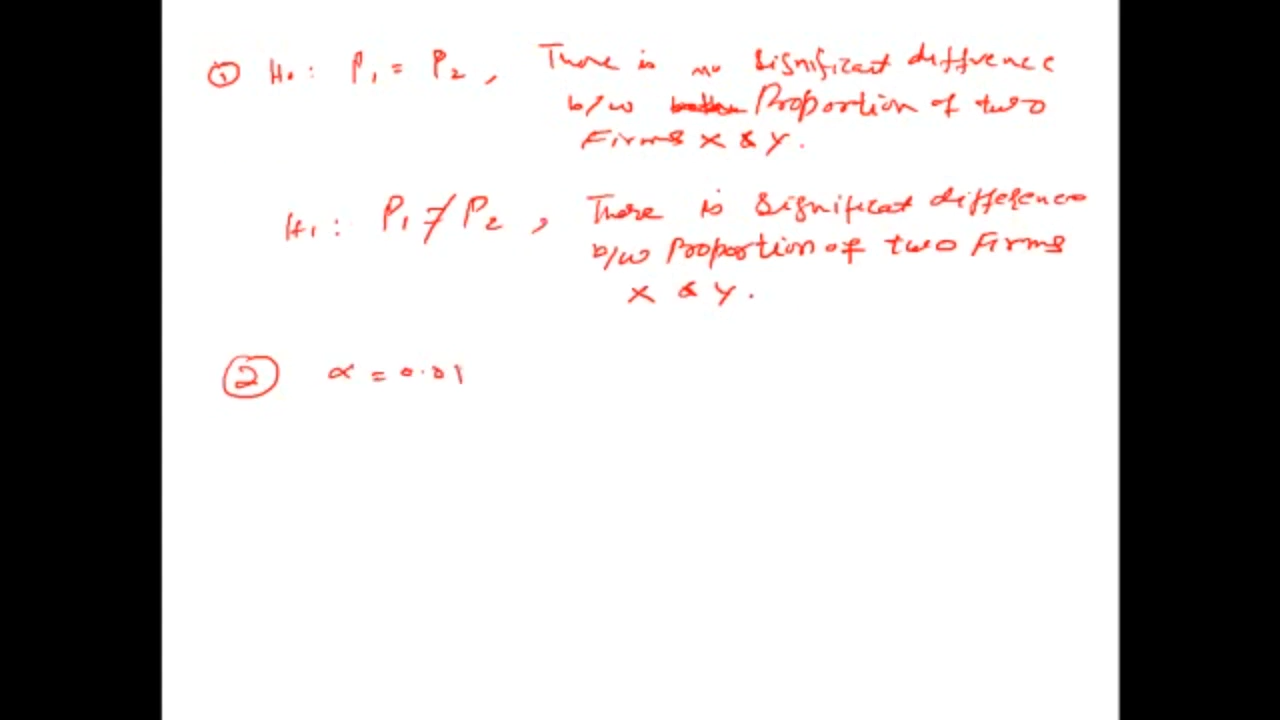 ① H₀: P₁ = P₂, There is no significant difference
b/w Proportion of two
Firms X & Y.
H₁: P₁ ≠ P₂, There is significat difference
b/w Proportion of two Firms
X & Y.
② α = 0.01